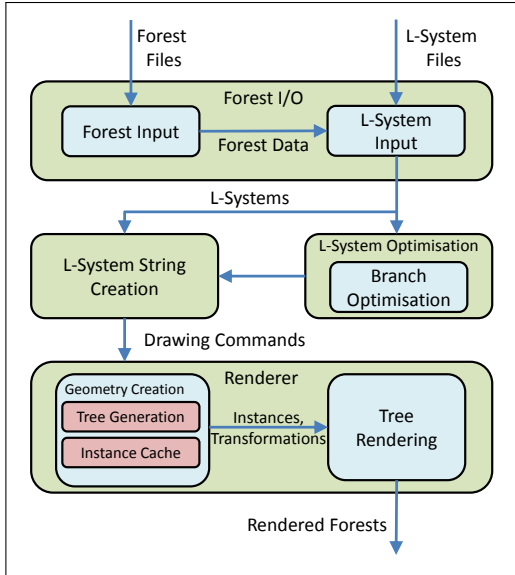 Forest
Files
L-System
Files
Forest I/O
Forest Input
L-System
Input
Forest Data
L-Systems
L-System String
Creation
L-System Optimisation
Branch
Optimisation
Drawing Commands
Renderer
Geometry Creation
Tree Generation
Instance Cache
Instances,
Transformations
Tree
Rendering
Rendered Forests